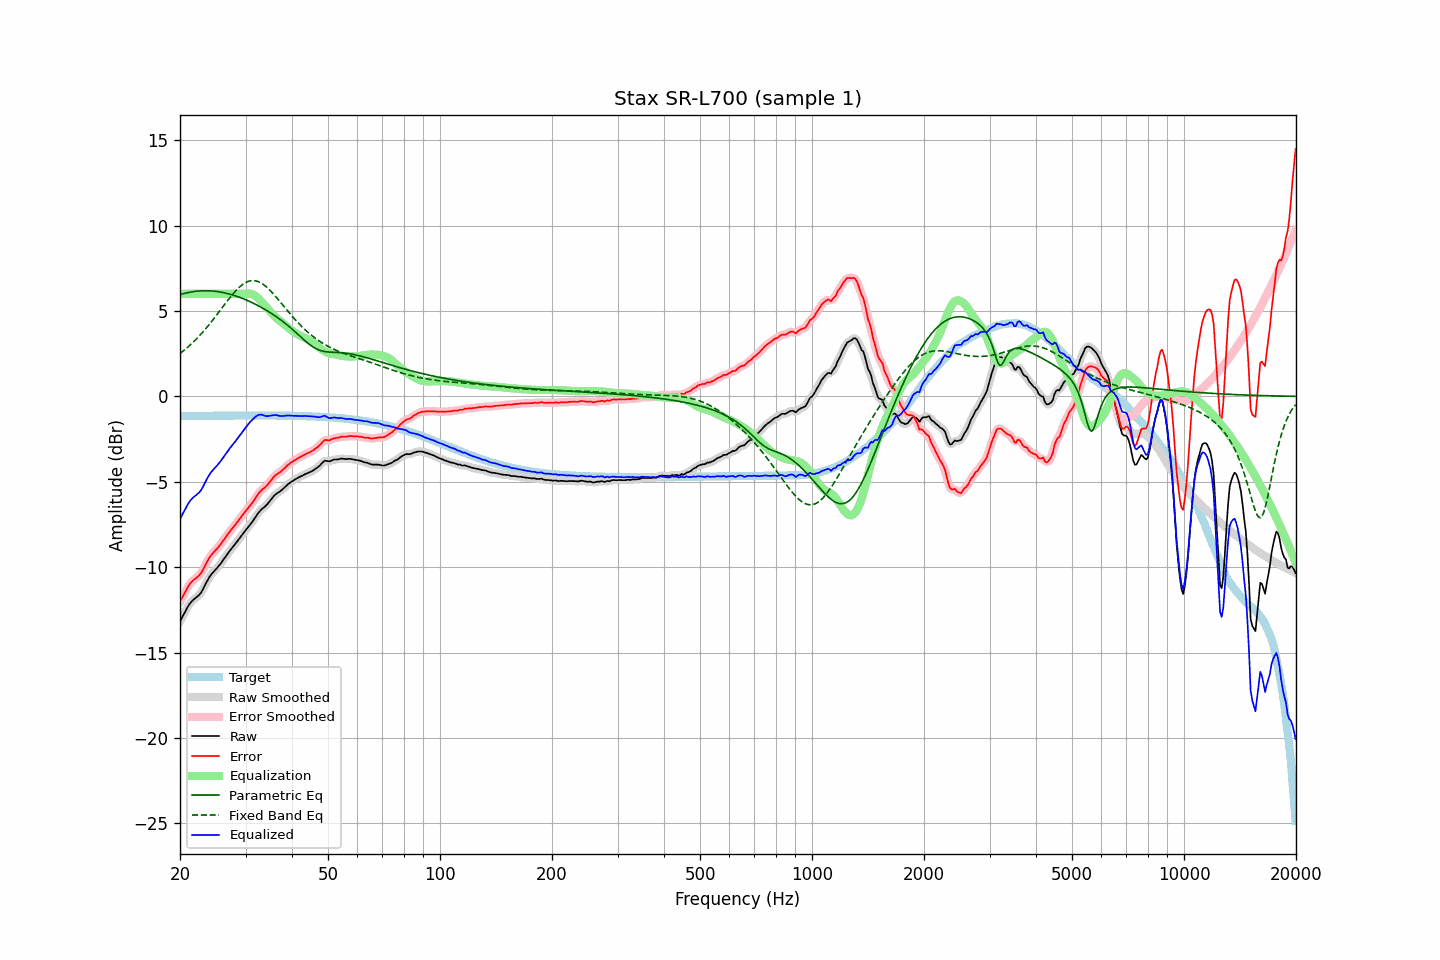 Stax SR-L700 (sample 1)
Amplitude (dBr)
15
10
5
0
−5
−10
−15
−20
−25
Target
Raw Smoothed
Error Smoothed
Raw
Error
Equalization
Parametric Eq
Fixed Band Eq
Equalized
20 50 100 200 500 1000 2000 5000 10000 20000
Frequency (Hz)